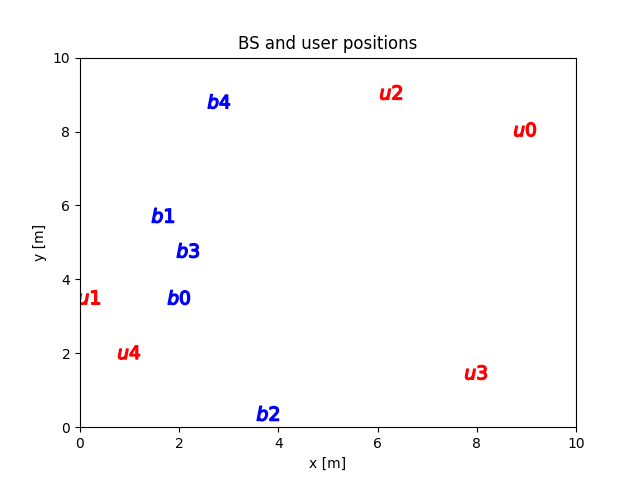 BS and user positions
10
8
6
4
2
0
y [m]
u2
b4
u0
b1
b3
u1
b0
u4
u3
b2
0 2 4 6 8 10
x [m]